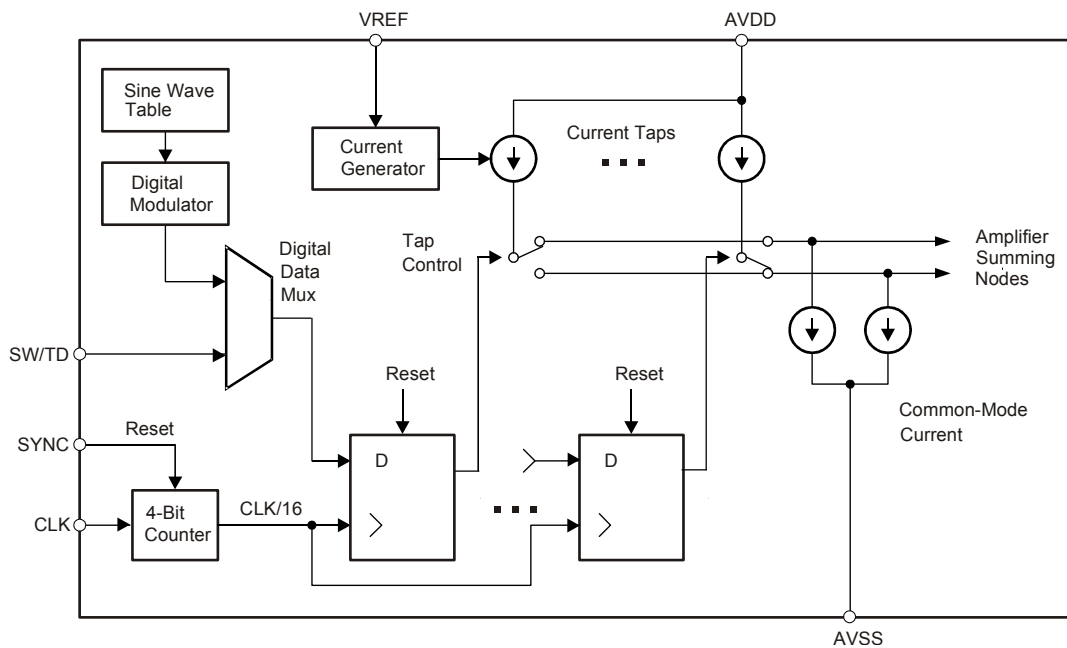 VREF
AVDD
Sine Wave
Table
Current
Generator
Current Taps
Digital
Modulator
Digital
Data
Mux
Tap
Control
Amplifier
Summing
Nodes
SW/TD
Reset
Reset
Common-Mode
Current
SYNC
Reset
D
D
CLK
4-Bit
Counter
CLK/16
AVSS